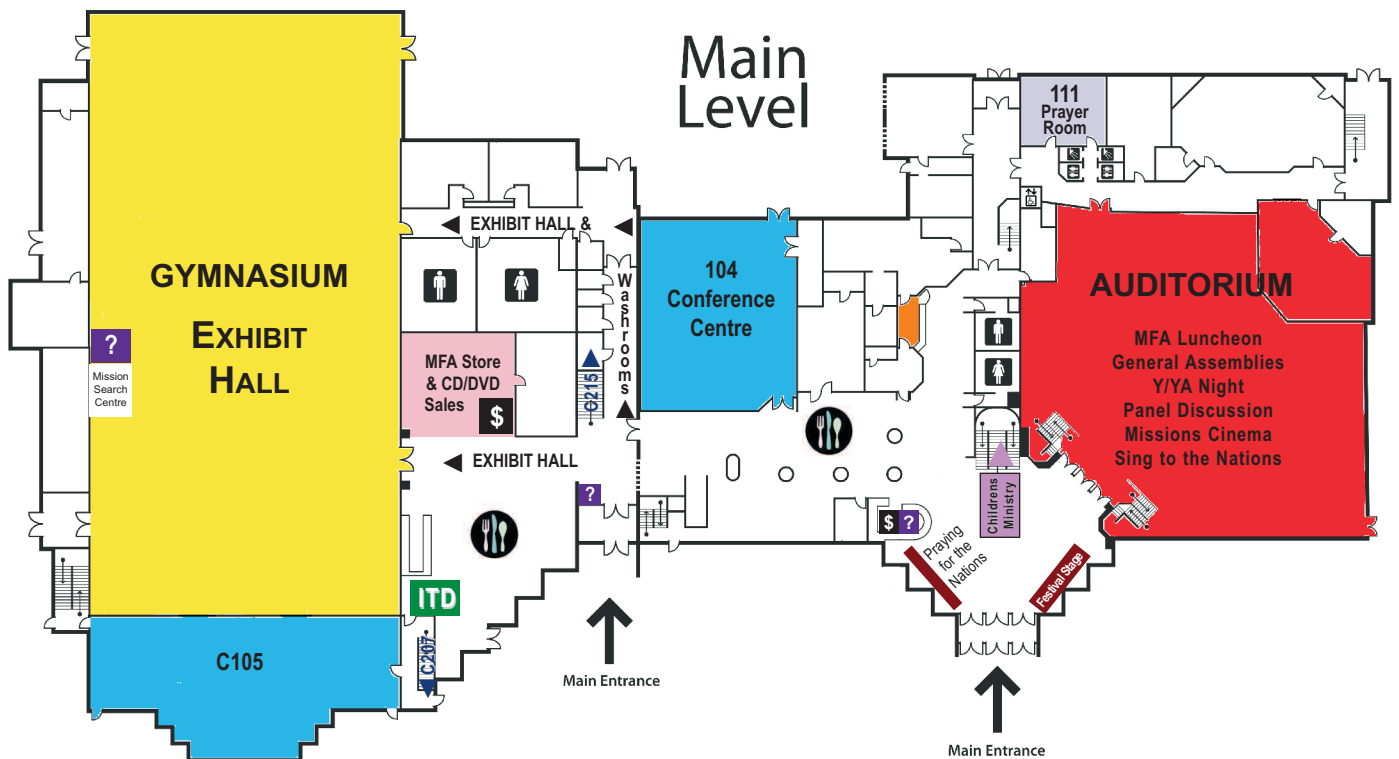 Main
Level
111
Prayer
Room
EXHIBIT HALL &
GYMNASIUM
EXHIBIT
HALL
?
Mission
Search
Centre
Washrooms
104
Conference
Centre
AUDITORIUM
MFA Luncheon
General Assemblies
Y/YA Night
Panel Discussion
Missions Cinema
Sing to the Nations
MFA Store
& CD/DVD
Sales
$
C215
EXHIBIT HALL
?
$ ?
Childrens
Ministry
Praying
for the
Nations
Festival Stage
ITD
C207
C105
Main Entrance
Main Entrance